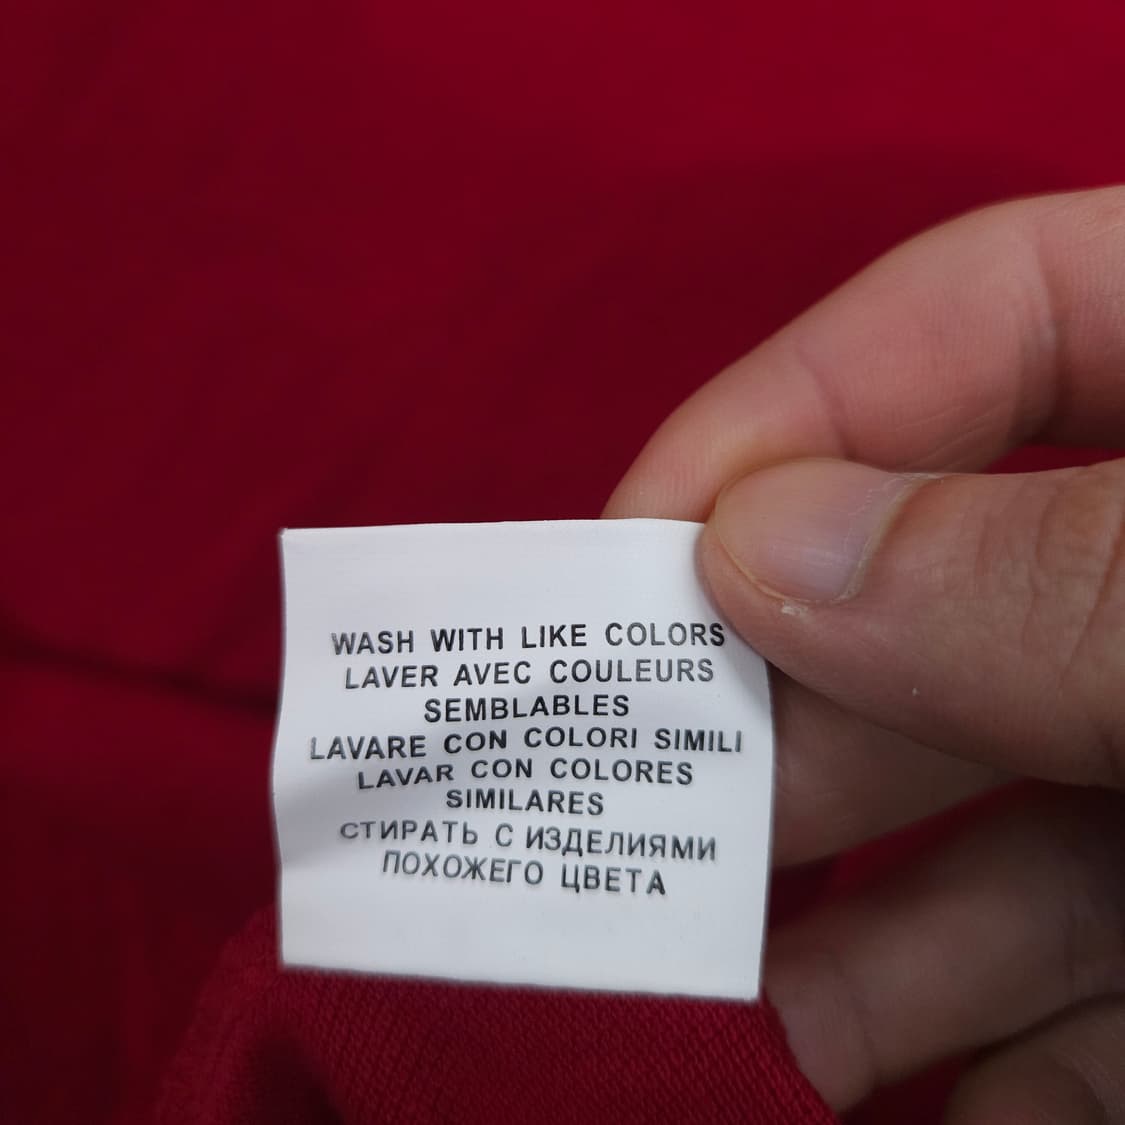 WASH WITH LIKE COLORS
LAVER AVEC COULEURS
SEMBLABLES
LAVARE CON COLORI SIMILI
LAVAR CON COLORES
SIMILARES
СТИРАТЬ С ИЗДЕЛИЯМИ
ПОХОЖЕГО ЦВЕТА